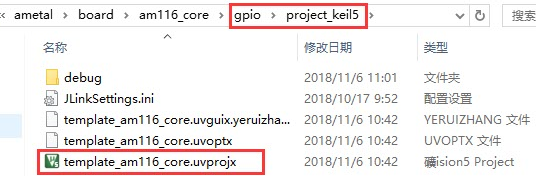 ametal > board > am116_core > gpio > project_keil5 搜索
名称 修改日期 类型
debug 2018/11/6 11:01 文件夹
JLinkSettings.ini 2018/10/17 9:52 配置设置
template_am116_core.uvguix.yeruizha... 2018/11/6 10:42 YERUIZHANG 文件
template_am116_core.uvoptx 2018/11/6 10:42 UVOPTX 文件
template_am116_core.uvprojx 2018/11/6 10:42 礦ision5 Project